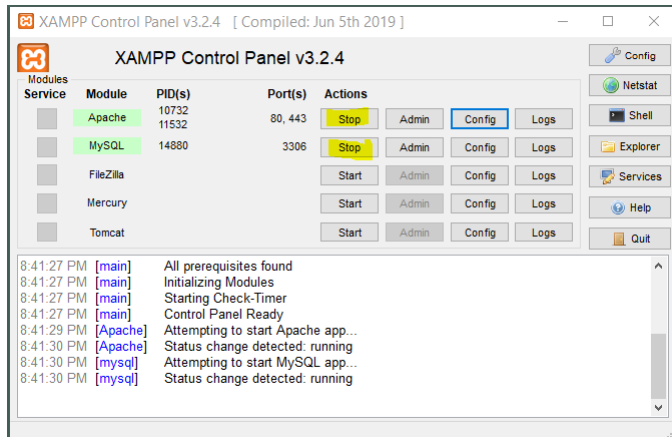 XAMPP Control Panel v3.2.4 [ Compiled: Jun 5th 2019 ]
XAMPP Control Panel v3.2.4
Config
Modules
Service Module PID(s) Port(s) Actions
Netstat
Apache 10732 11532 80, 443 Stop Admin Config Logs
Shell
MySQL 14880 3306 Stop Admin Config Logs
Explorer
FileZilla Start Admin Config Logs
Services
Mercury Start Admin Config Logs
Help
Tomcat Start Admin Config Logs
Quit
8:41:27 PM [main] All prerequisites found
8:41:27 PM [main] Initializing Modules
8:41:27 PM [main] Starting Check-Timer
8:41:27 PM [main] Control Panel Ready
8:41:29 PM [Apache] Attempting to start Apache app...
8:41:30 PM [Apache] Status change detected: running
8:41:30 PM [mysql] Attempting to start MySQL app...
8:41:30 PM [mysql] Status change detected: running